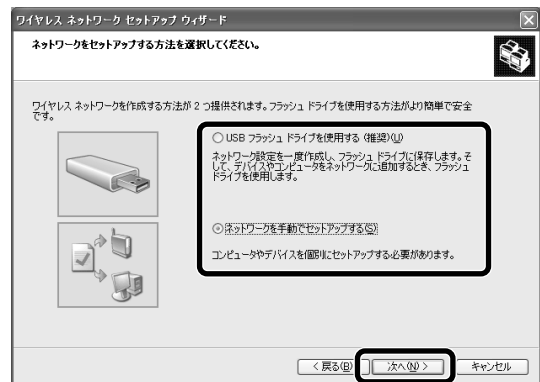 ワイヤレス ネットワーク セットアップ ウィザード
ネットワークをセットアップする方法を選択してください。
ワイヤレス ネットワークを作成する方法が 2 つ提供されます。フラッシュ ドライブを使用する方法がより簡単で安全
です。
USB フラッシュ ドライブを使用する (推奨)(U)
ネットワーク設定を一度作成し、フラッシュ ドライブに保存します。そ
して、デバイスやコンピュータをネットワークに追加するとき、フラッシュ
ドライブを使用します。
ネットワークを手動でセットアップする(S)
コンピュータやデバイスを個別にセットアップする必要があります。
< 戻る(B)
次へ(N) >
キャンセル